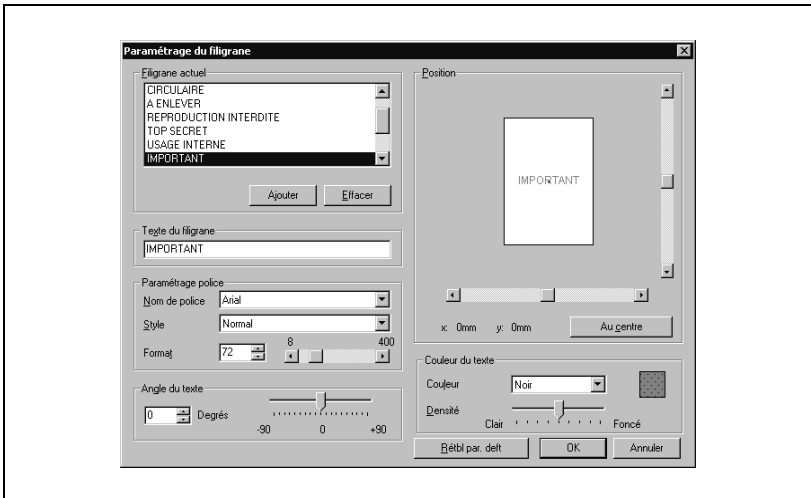 Paramétrage du filigrane
Filigrane actuel
CIRCULAIRE
A ENLEVER
REPRODUCTION INTERDITE
TOP SECRET
USAGE INTERNE
IMPORTANT
Ajouter
Effacer
Texte du filigrane
IMPORTANT
Paramétrage police
Nom de police
Arial
Style
Normal
Format
72
8
400
Angle du texte
0
Degrés
-90
0
+90
Position
IMPORTANT
x: 0mm y: 0mm
Au centre
Couleur du texte
Couleur
Noir
Densité
Clair
Foncé
Rétbl par. deft
OK
Annuler